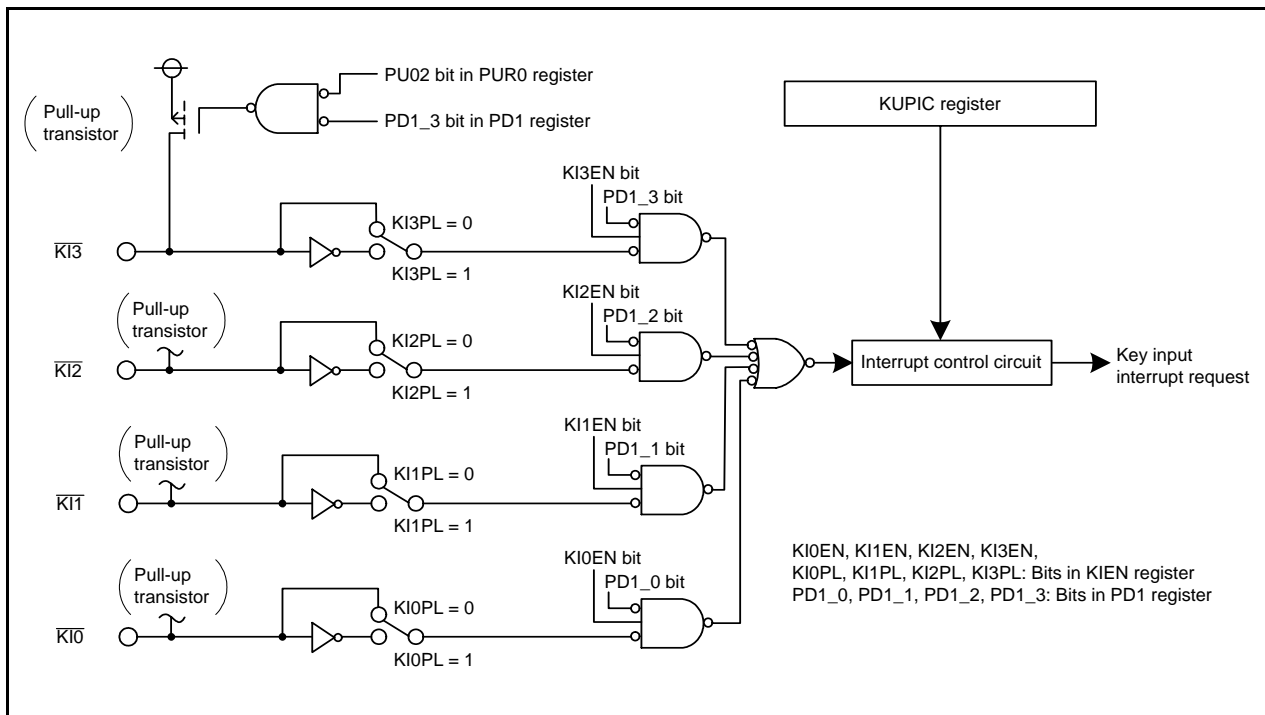 PU02 bit in PUR0 register
Pull-up
transistor
PD1_3 bit in PD1 register
KUPIC register
KI3EN bit
PD1_3 bit
KI3PL = 0
KI3
KI3PL = 1
KI2EN bit
Pull-up
transistor
PD1_2 bit
KI2PL = 0
KI2
KI2PL = 1
Interrupt control circuit
Key input
interrupt request
KI1EN bit
Pull-up
transistor
PD1_1 bit
KI1PL = 0
KI1
KI1PL = 1
KI0EN bit
Pull-up
transistor
PD1_0 bit
KI0PL = 0
KI0
KI0PL = 1
KI0EN, KI1EN, KI2EN, KI3EN,
KI0PL, KI1PL, KI2PL, KI3PL: Bits in KIEN register
PD1_0, PD1_1, PD1_2, PD1_3: Bits in PD1 register